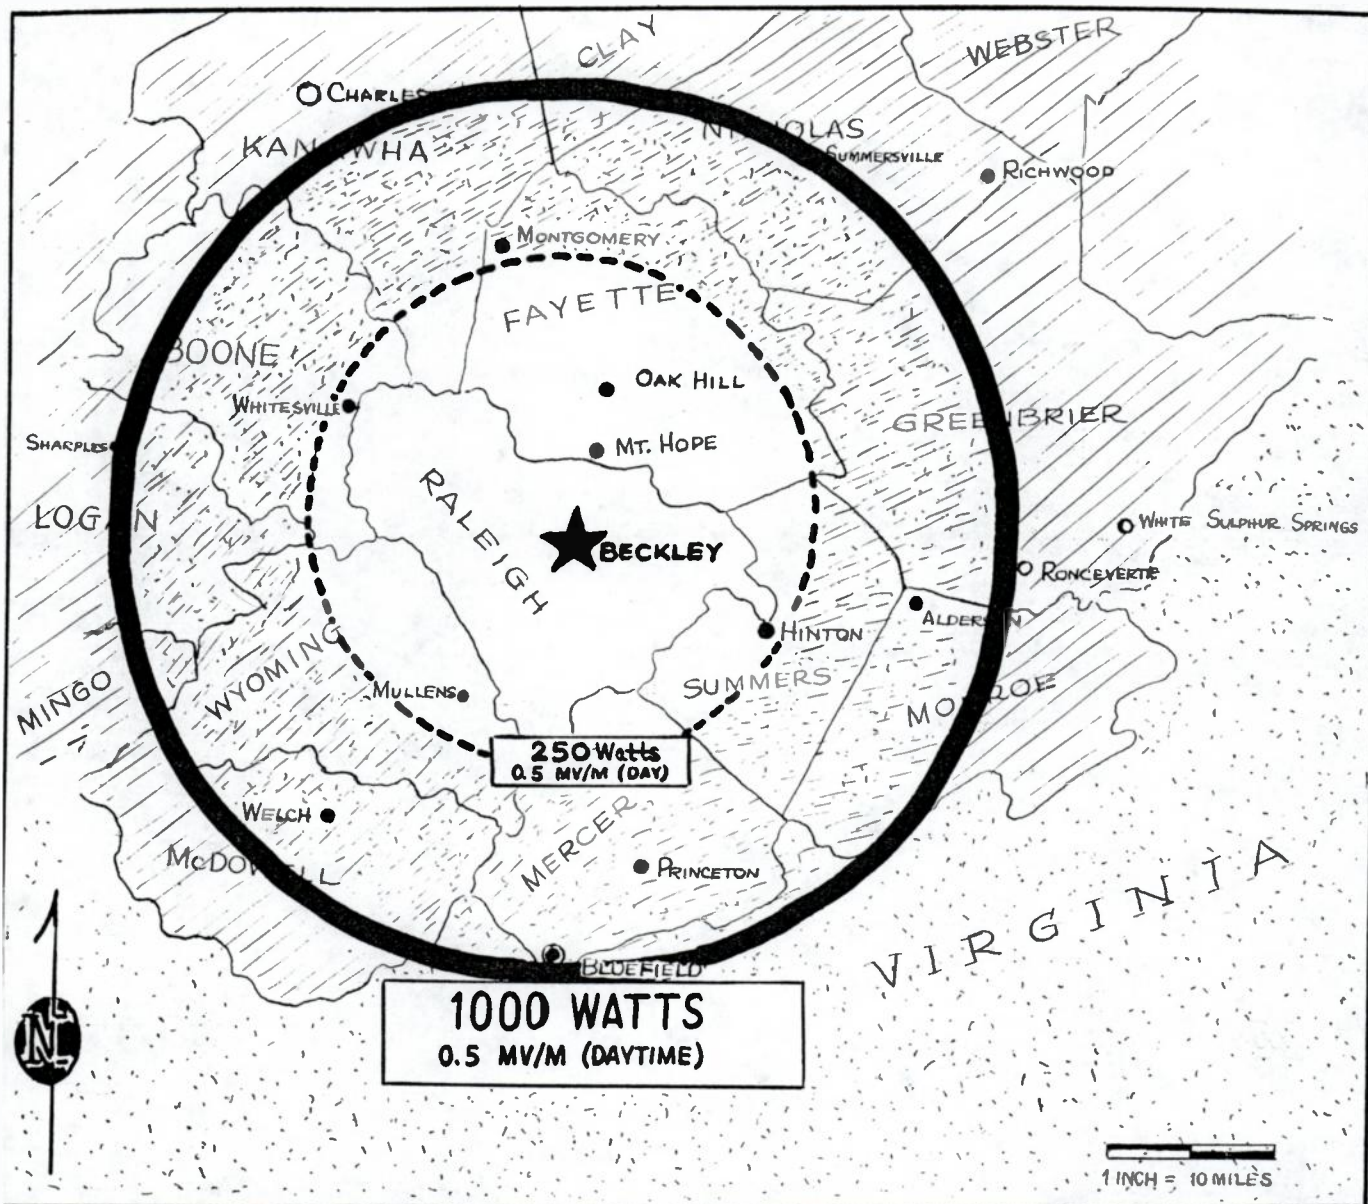 CLAY
WEBSTER
CHARLES
NICHOLAS
KANAWHA
SUMMERSVILLE
RICHWOOD
MONTGOMERY
FAYETTE
BOONE
OAK HILL
WHITESVILLE
GREENBRIER
SHARPLES
MT. HOPE
RALEIGH
LOGAN
WHITE SULPHUR SPRINGS
BECKLEY
RONCEVERTE
ALDERSON
HINTON
WYOMING
SUMMERS
MULLENS
MONROE
MINGO
250 Watts
0.5 MV/M (DAY)
WELCH
MERCER
MCDOWELL
PRINCETON
VIRGINIA
BLUEFIELD
1000 WATTS
0.5 MV/M (DAYTIME)
N
1 INCH = 10 MILES